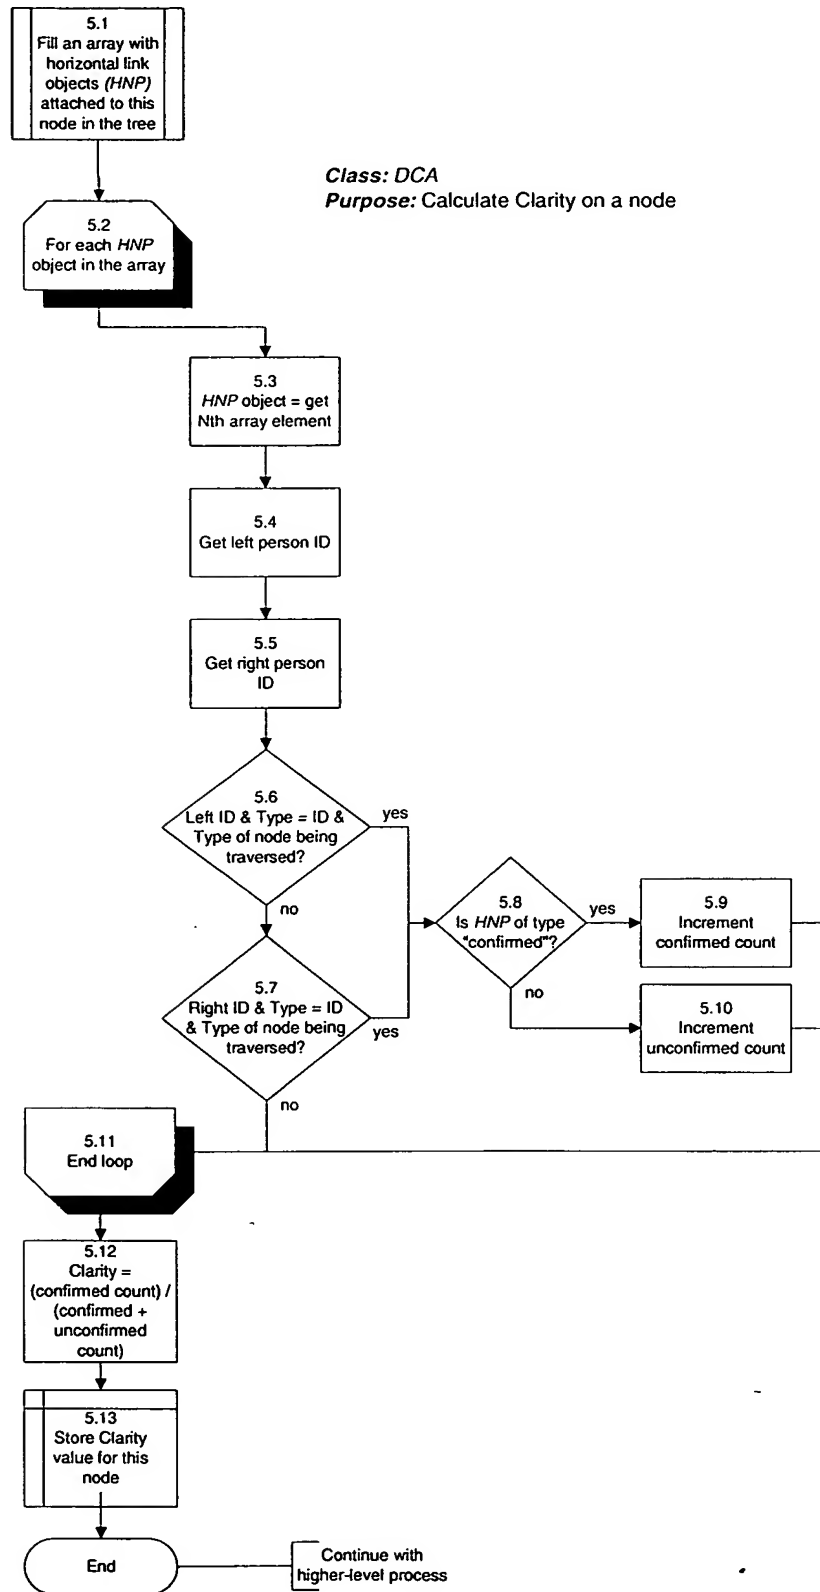 5.1
Fill an array with
horizontal link
objects (HNP)
attached to this
node in the tree
Class: DCA
Purpose: Calculate Clarity on a node
5.2
For each HNP
object in the array
5.3
HNP object = get
Nth array element
5.4
Get left person ID
5.5
Get right person
ID
5.6
Left ID & Type = ID &
Type of node being
traversed?
yes
no
5.7
Right ID & Type = ID
& Type of node being
traversed?
yes
no
5.8
Is HNP of type
"confirmed"?
yes
no
5.9
Increment
confirmed count
5.10
Increment
unconfirmed count
5.11
End loop
5.12
Clarity =
(confirmed count) /
(confirmed +
unconfirmed
count)
5.13
Store Clarity
value for this
node
End
Continue with
higher-level process